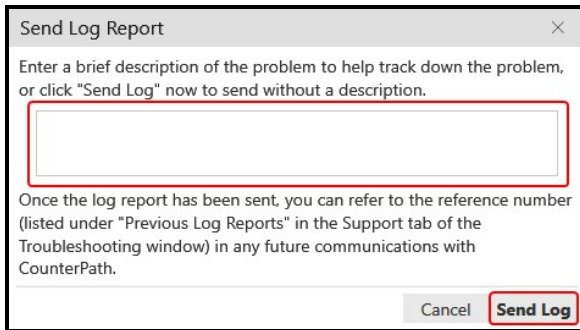 Send Log Report
Enter a brief description of the problem to help track down the problem,
or click "Send Log" now to send without a description.
Once the log report has been sent, you can refer to the reference number
(listed under "Previous Log Reports" in the Support tab of the
Troubleshooting window) in any future communications with
CounterPath.
Cancel Send Log